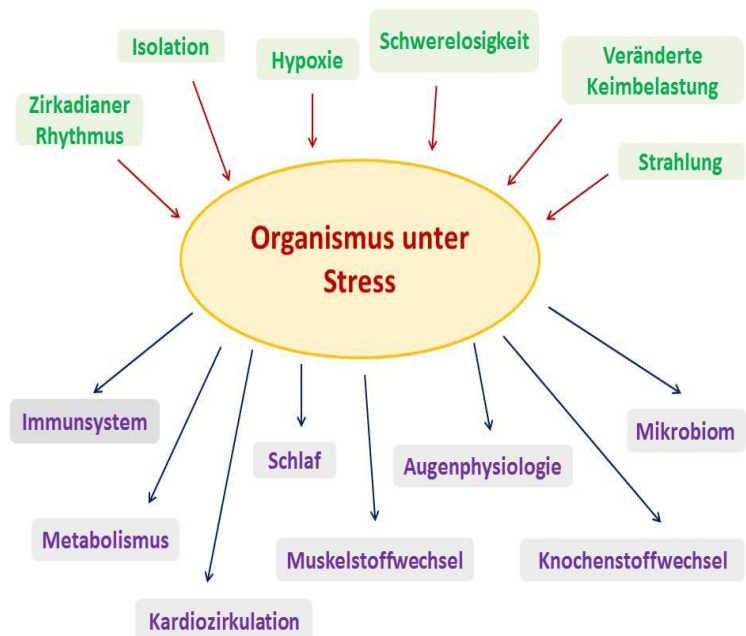 Isolation
Hypoxie
Schwerelosigkeit
Veränderte
Keimbelastung
Zirkadianer
Rhythmus
Strahlung
Organismus unter
Stress
Immunsystem
Schlaf
Augenphysiologie
Mikrobiom
Metabolismus
Muskelstoffwechsel
Knochenstoffwechsel
Kardiozirkulation